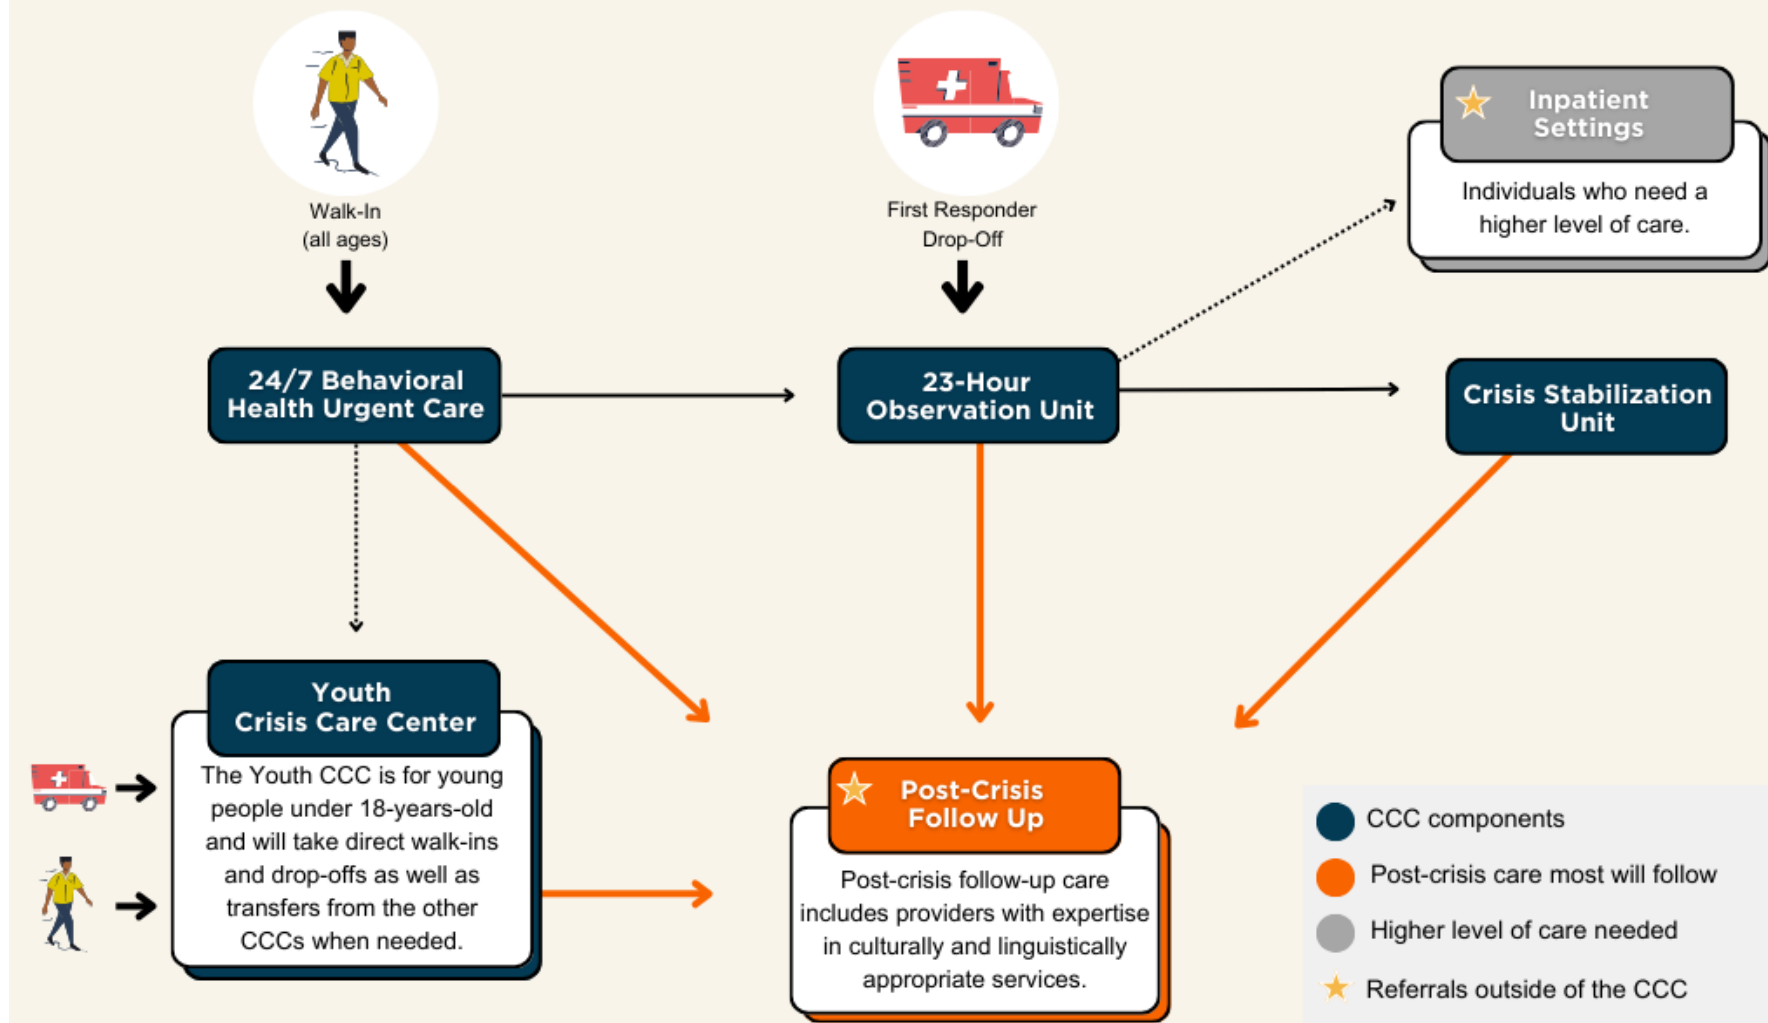 Walk-In
(all ages)
First Responder
Drop-Off
Inpatient
Settings
Individuals who need a
higher level of care.
24/7 Behavioral
Health Urgent Care
23-Hour
Observation Unit
Crisis Stabilization
Unit
Youth
Crisis Care Center
The Youth CCC is for young
people under 18-years-old
and will take direct walk-ins
and drop-offs as well as
transfers from the other
CCCs when needed.
Post-Crisis
Follow Up
Post-crisis follow-up care
includes providers with expertise
in culturally and linguistically
appropriate services.
CCC components
Post-crisis care most will follow
Higher level of care needed
Referrals outside of the CCC